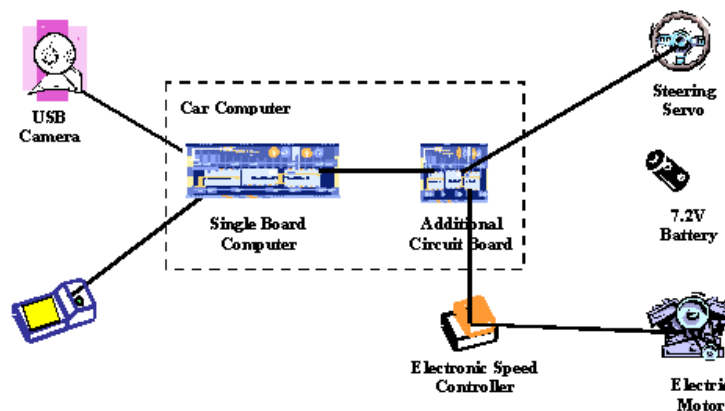 USB
Camera
Car Computer
Steering
Servo
Single Board
Computer
Additional
Circuit Board
7.2V
Battery
Electronic Speed
Controller
Electric
Motor